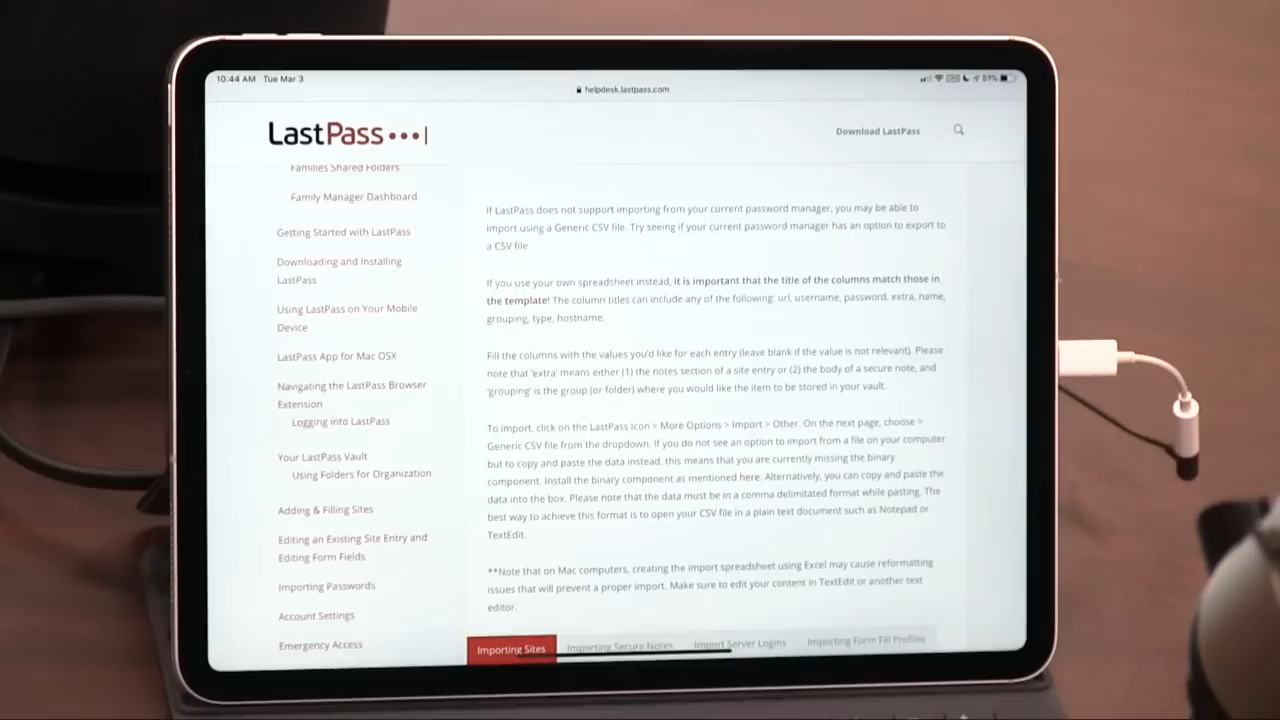 10:44 AM Tue Mar 3
51%
helpdesk.lastpass.com
LastPass
Download LastPass
Families Shared Folders
Family Manager Dashboard
Getting Started with LastPass
Downloading and Installing
LastPass
Using LastPass on Your Mobile
Device
LastPass App for Mac OSX
Navigating the LastPass Browser
Extension
Logging into LastPass
Your LastPass Vault
Using Folders for Organization
Adding & Filling Sites
Editing an Existing Site Entry and
Editing Form Fields
Importing Passwords
Account Settings
Emergency Access
If LastPass does not support importing from your current password manager, you may be able to
import using a Generic CSV file. Try seeing if your current password manager has an option to export to
a CSV file.
If you use your own spreadsheet instead, it is important that the title of the columns match those in
the template! The column titles can include any of the following: url, username, password, extra, name,
grouping, type, hostname.
Fill the columns with the values you'd like for each entry (leave blank if the value is not relevant). Please
note that 'extra' means either (1) the notes section of a site entry or (2) the body of a secure note, and
'grouping' is the group (or folder) where you would like the item to be stored in your vault.
To import, click on the LastPass Icon > More Options > Import > Other. On the next page, choose >
Generic CSV file from the dropdown. If you do not see an option to import from a file on your computer
but to copy and paste the data instead, this means that you are currently missing the binary
component. Install the binary component as mentioned here. Alternatively, you can copy and paste the
data into the box. Please note that the data must be in a comma delimitated format while pasting. The
best way to achieve this format is to open your CSV file in a plain text document such as Notepad or
TextEdit.
**Note that on Mac computers, creating the import spreadsheet using Excel may cause reformatting
issues that will prevent a proper import. Make sure to edit your content in TextEdit or another text
editor.
Importing Sites Importing Secure Notes Import Server Logins Importing Form Fill Profiles